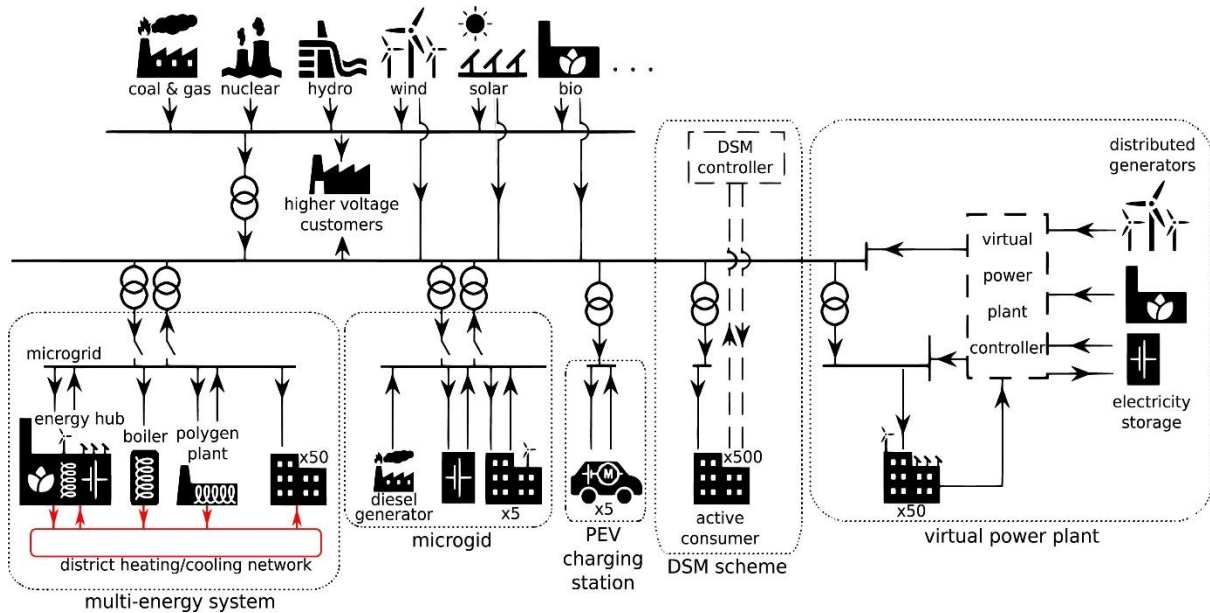 coal & gas
nuclear
hydro
wind
solar
bio
. . .
higher voltage
customers
DSM
controller
distributed
generators
virtual
power
plant
controller
electricity
storage
microgrid
energy hub
boiler
polygen
plant
x50
district heating/cooling network
multi-energy system
diesel
generator
x5
microgid
M
x5
PEV
charging
station
x500
active
consumer
DSM scheme
x50
virtual power plant